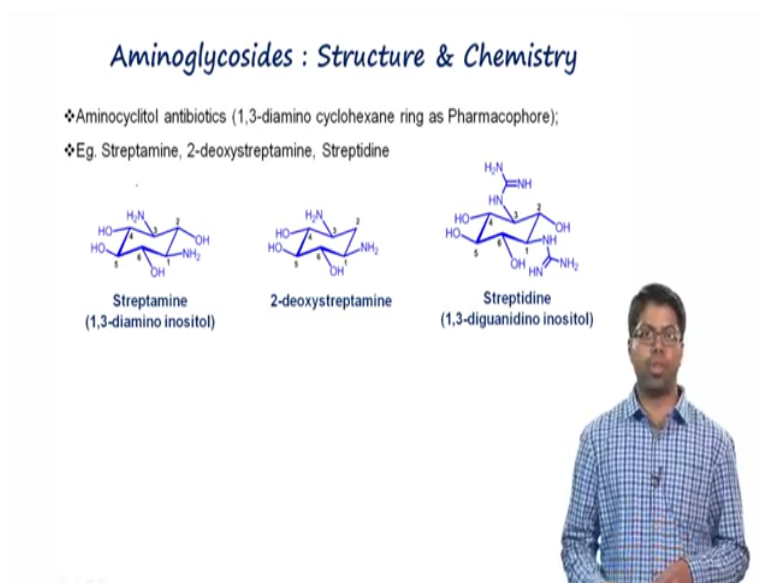 Aminoglycosides : Structure & Chemistry
❖Aminocyclitol antibiotics (1,3-diamino cyclohexane ring as Pharmacophore);
❖Eg. Streptamine, 2-deoxystreptamine, Streptidine
H₂N
HO
HO
OH
NH₂
OH
1
2
3
4
5
6
Streptamine
(1,3-diamino inositol)
H₂N
HO
HO
NH₂
OH
1
2
3
4
5
6
2-deoxystreptamine
H₂N
NH
HN
HO
HO
OH
NH
OH
HN
NH₂
1
2
3
4
5
6
Streptidine
(1,3-diguanidino inositol)